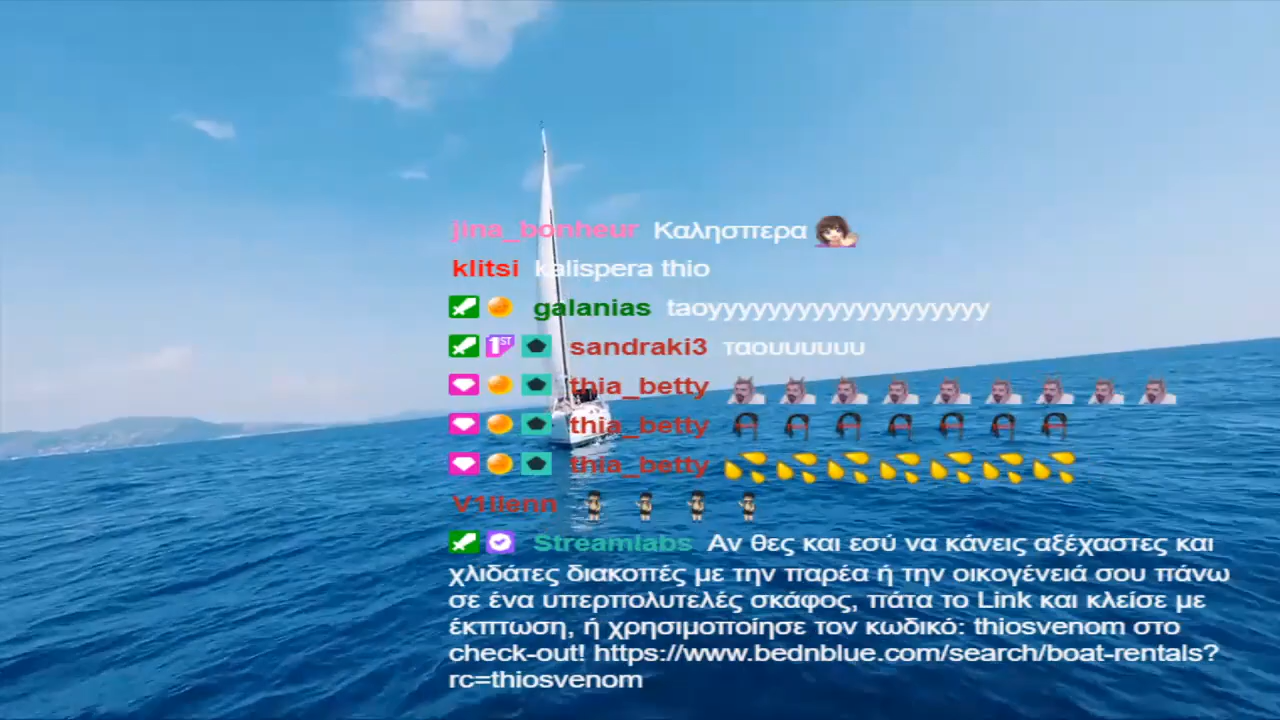 jina_bonheur Καλησπερα
klitsi kalispera thio
galanias taoyyyyyyyyyyyyyyyyyyy
1ST sandraki3 ταουυυυυυ
thia_betty
thia_betty
thia_betty
V1lienn
Streamlabs Αν θες και εσύ να κάνεις αξέχαστες και
χλιδάτες διακοπές με την παρέα ή την οικογένειά σου πάνω
σε ένα υπερπολυτελές σκάφος, πάτα το Link και κλείσε με
έκπτωση, ή χρησιμοποίησε τον κωδικό: thiosvenom στο
check-out! https://www.bednblue.com/search/boat-rentals?
rc=thiosvenom